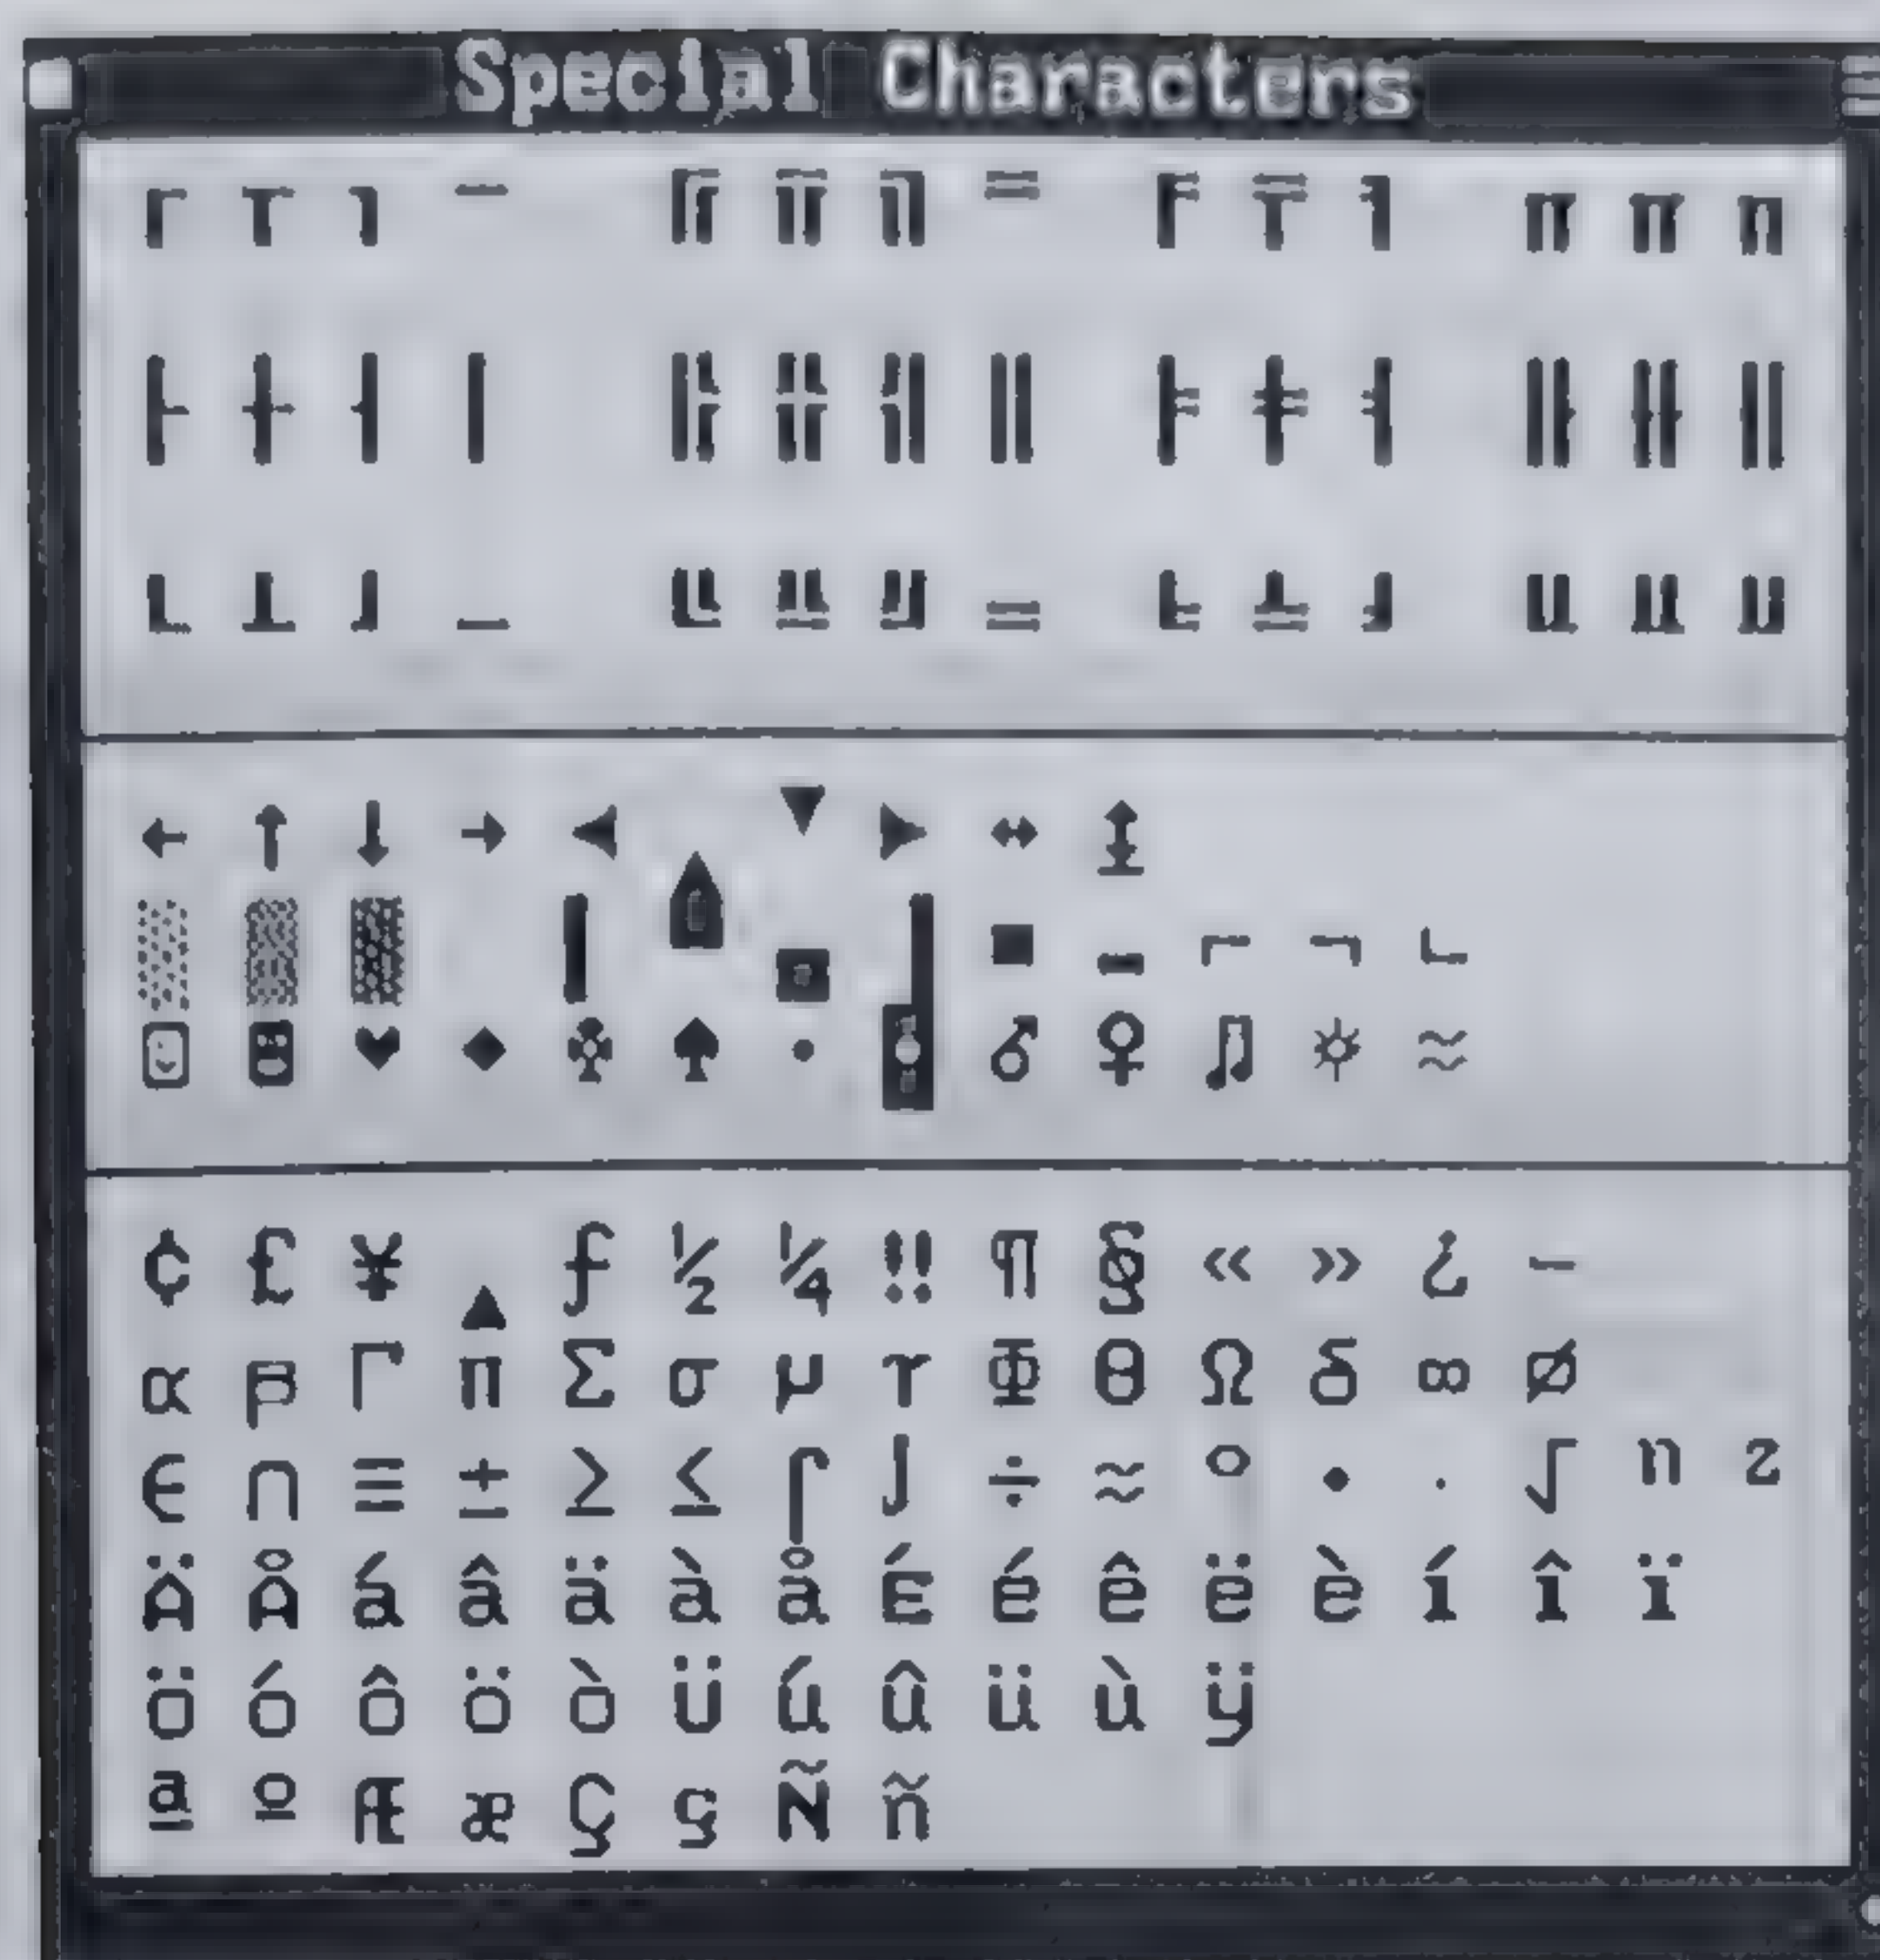 Special Characters
┌ ┬ ┐ ─ ╔ ╦ ╗ ═ ╒ ╤ ╕ ╓ ╥ ╖
├ ┼ ┤ │ ╠ ╬ ╣ ║ ╞ ╪ ╡ ╟ ╫ ╢
└ ┴ ┘ ─ ╚ ╩ ╝ ═ ╘ ╧ ╛ ╙ ╨ ╜
← ↑ ↓ → ◄ ▼ ► ↔ ↨
░ ▒ ▓ ▌ ▐ ■ ▬ ⌐ ¬ ∟
☺ ☻ ♥ ♦ ♣ ♠ • ◘ ♂ ♀ ♫ ☼ ≈
¢ £ ¥ ▲ ƒ ½ ¼ ‼ ¶ § « » ¿ ~
α β Γ π Σ σ µ τ Φ Θ Ω δ ∞ ø
∈ ∩ ≡ ± ≥ ≤ ⌠ ⌡ ÷ ≈ ° • · √ ⁿ ²
Ä Å á â ä à å É é ê ë è í î ï
ö ó ô ö ò Ü ú û ü ù ÿ
ª º Æ æ Ç ç Ñ ñ